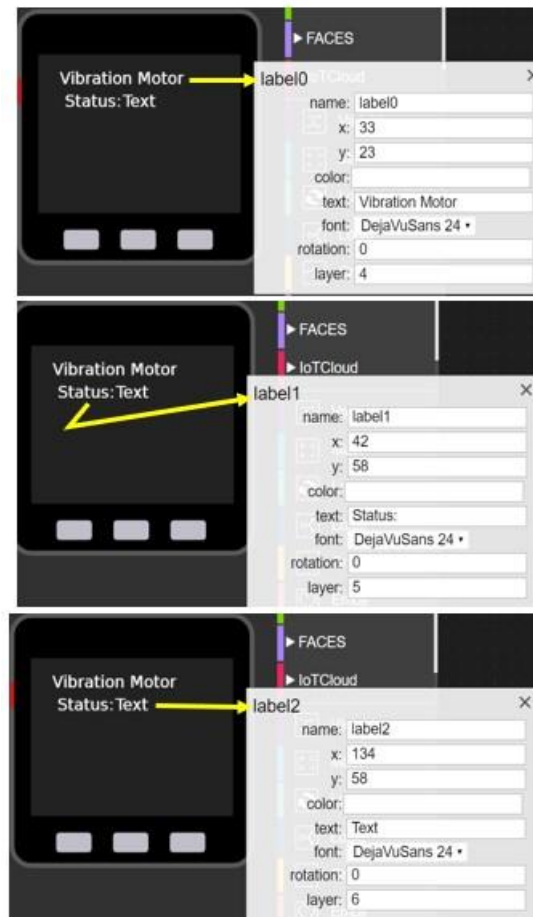 ▶ FACES
Vibration Motor
Status:Text
IoTCloud
label0
name: label0
x: 33
y: 23
color:
text: Vibration Motor
font: DejaVuSans 24
rotation: 0
layer: 4
▶ FACES
▶ IoTCloud
Vibration Motor
Status:Text
label1
name: label1
x: 42
y: 58
color:
text: Status:
font: DejaVuSans 24
rotation: 0
layer: 5
▶ FACES
▶ IoTCloud
Vibration Motor
Status:Text
label2
name: label2
x: 134
y: 58
color:
text: Text
font: DejaVuSans 24
rotation: 0
layer: 6